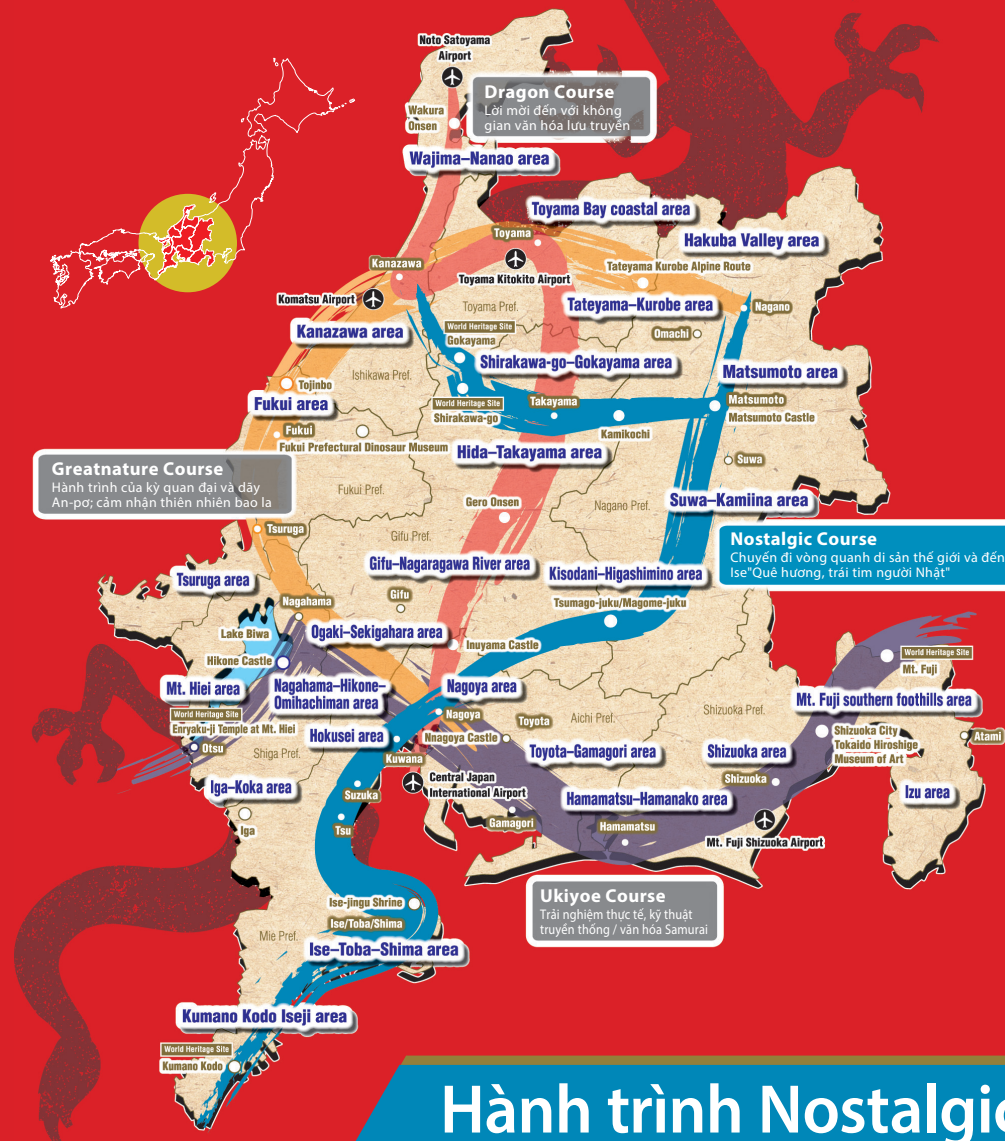 Noto Satoyama
Airport
Dragon Course
Lời mời đến với không
gian văn hóa lưu truyền
Wakura
Onsen
Wajima–Nanao area
Toyama Bay coastal area
Toyama
Hakuba Valley area
Kanazawa
Tateyama Kurobe Alpine Route
Toyama Kitokito Airport
Komatsu Airport
Toyama Pref.
Tateyama–Kurobe area
Nagano
Kanazawa area
World Heritage Site
Gokayama
Omachi
Shirakawa-go–Gokayama area
Ishikawa Pref.
Matsumoto area
Tojinbo
World Heritage Site
Shirakawa-go
Takayama
Matsumoto
Matsumoto Castle
Fukui area
Kamikochi
Fukui
Fukui Prefectural Dinosaur Museum
Hida–Takayama area
Suwa
Greatnature Course
Hành trình của kỳ quan đại và dãy
An-pơ; cảm nhận thiên nhiên bao la
Fukui Pref.
Gero Onsen
Nagano Pref.
Suwa–Kamiina area
Tsuruga
Gifu Pref.
Nostalgic Course
Chuyến đi vòng quanh di sản thế giới và đến
Ise"Quê hương, trái tim người Nhật"
Gifu–Nagaragawa River area
Kisodani–Higashimino area
Tsuruga area
Gifu
Tsumago-juku/Magome-juku
Nagahama
Lake Biwa
Ogaki–Sekigahara area
Inuyama Castle
Hikone Castle
World Heritage Site
Mt. Fuji
Mt. Hiei area
Nagahama–Hikone–
Omihachiman area
Nagoya area
Mt. Fuji southern foothills area
World Heritage Site
Enryaku-ji Temple at Mt. Hiei
Nagoya
Toyota
Aichi Pref.
Shizuoka Pref.
Hokusei area
Nnagoya Castle
Shizuoka City
Tokaido Hiroshige
Museum of Art
Atami
Otsu
Shiga Pref.
Kuwana
Toyota–Gamagori area
Shizuoka area
Central Japan
International Airport
Shizuoka
Iga–Koka area
Suzuka
Hamamatsu–Hamanako area
Izu area
Iga
Tsu
Gamagori
Hamamatsu
Mt. Fuji Shizuoka Airport
Ukiyoe Course
Trải nghiệm thực tế, kỹ thuật
truyền thống / văn hóa Samurai
Ise-jingu Shrine
Ise/Toba/Shima
Mie Pref.
Ise–Toba–Shima area
Kumano Kodo Iseji area
World Heritage Site
Kumano Kodo
Hành trình Nostalgic